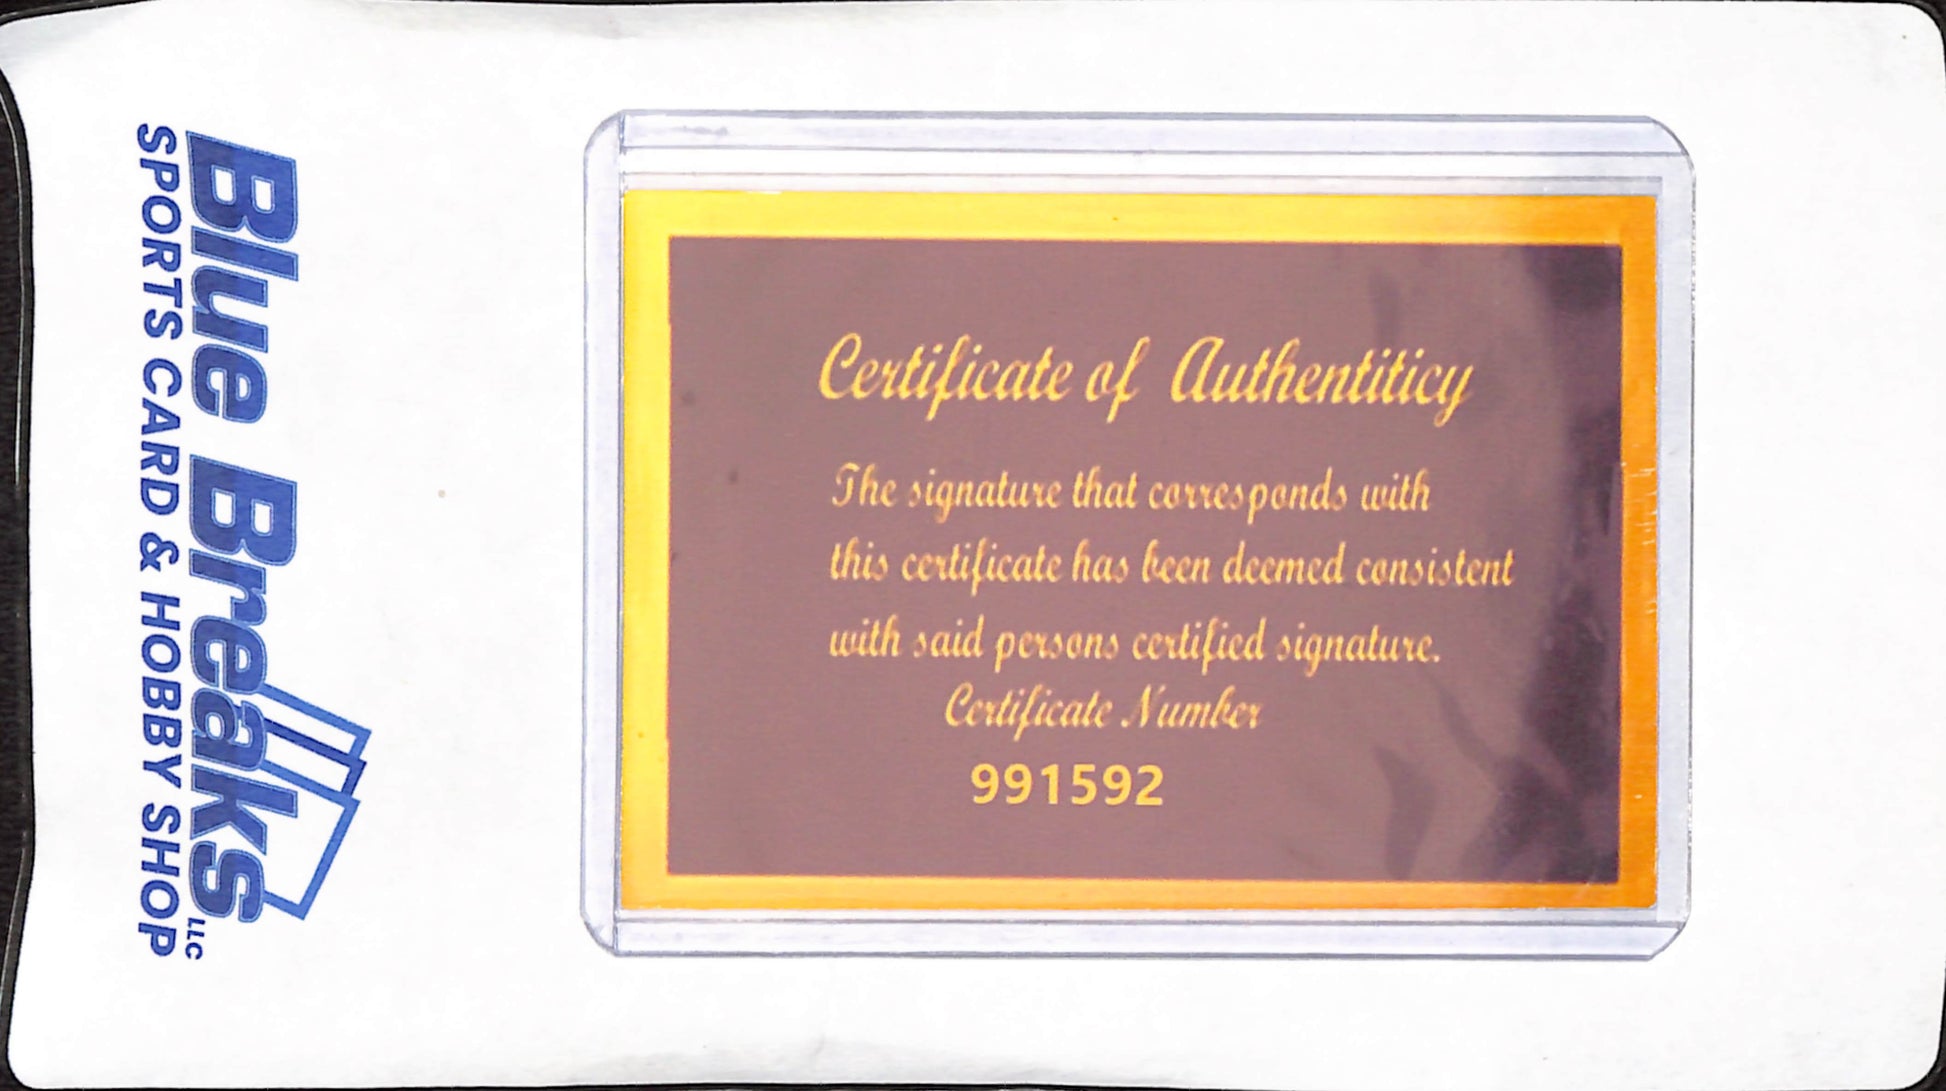 Blue Breaks LLC
SPORTS CARD & HOBBY SHOP
Certificate of Authentiticy
The signature that corresponds with
this certificate has been deemed consistent
with said persons certified signature.
Certificate Number
991592